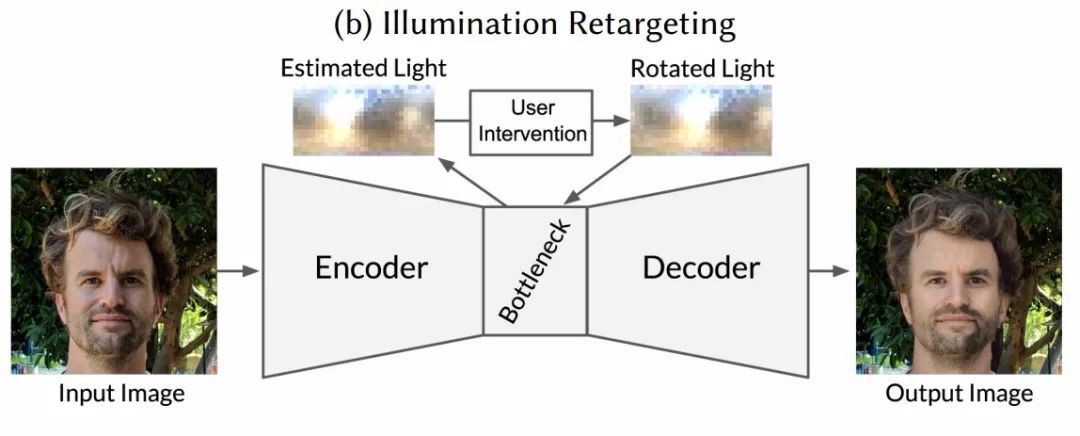 (b) Illumination Retargeting
Estimated Light
Rotated Light
User
Intervention
Encoder
Bottleneck
Decoder
Input Image
Output Image